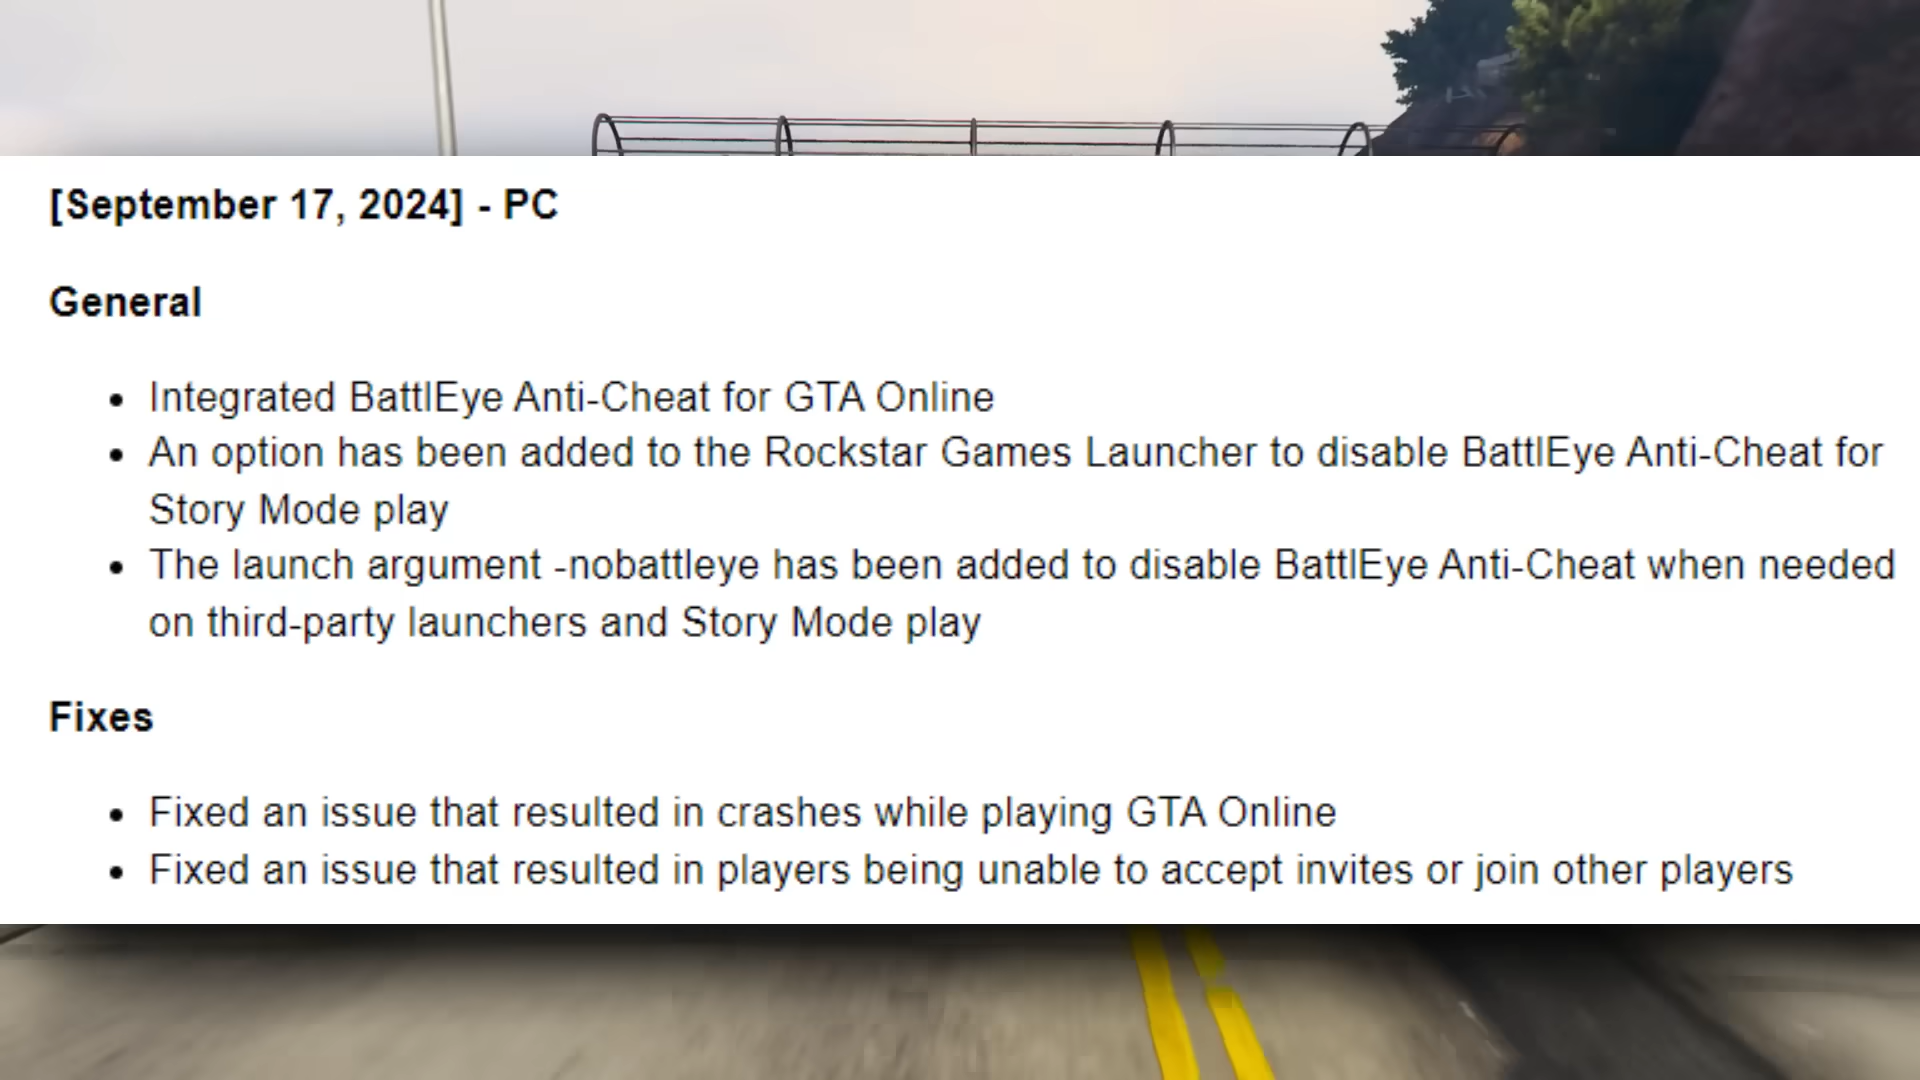 [September 17, 2024] - PC
General
Integrated BattlEye Anti-Cheat for GTA Online
An option has been added to the Rockstar Games Launcher to disable BattlEye Anti-Cheat for
Story Mode play
The launch argument -nobattleye has been added to disable BattlEye Anti-Cheat when needed
on third-party launchers and Story Mode play
Fixes
Fixed an issue that resulted in crashes while playing GTA Online
Fixed an issue that resulted in players being unable to accept invites or join other players